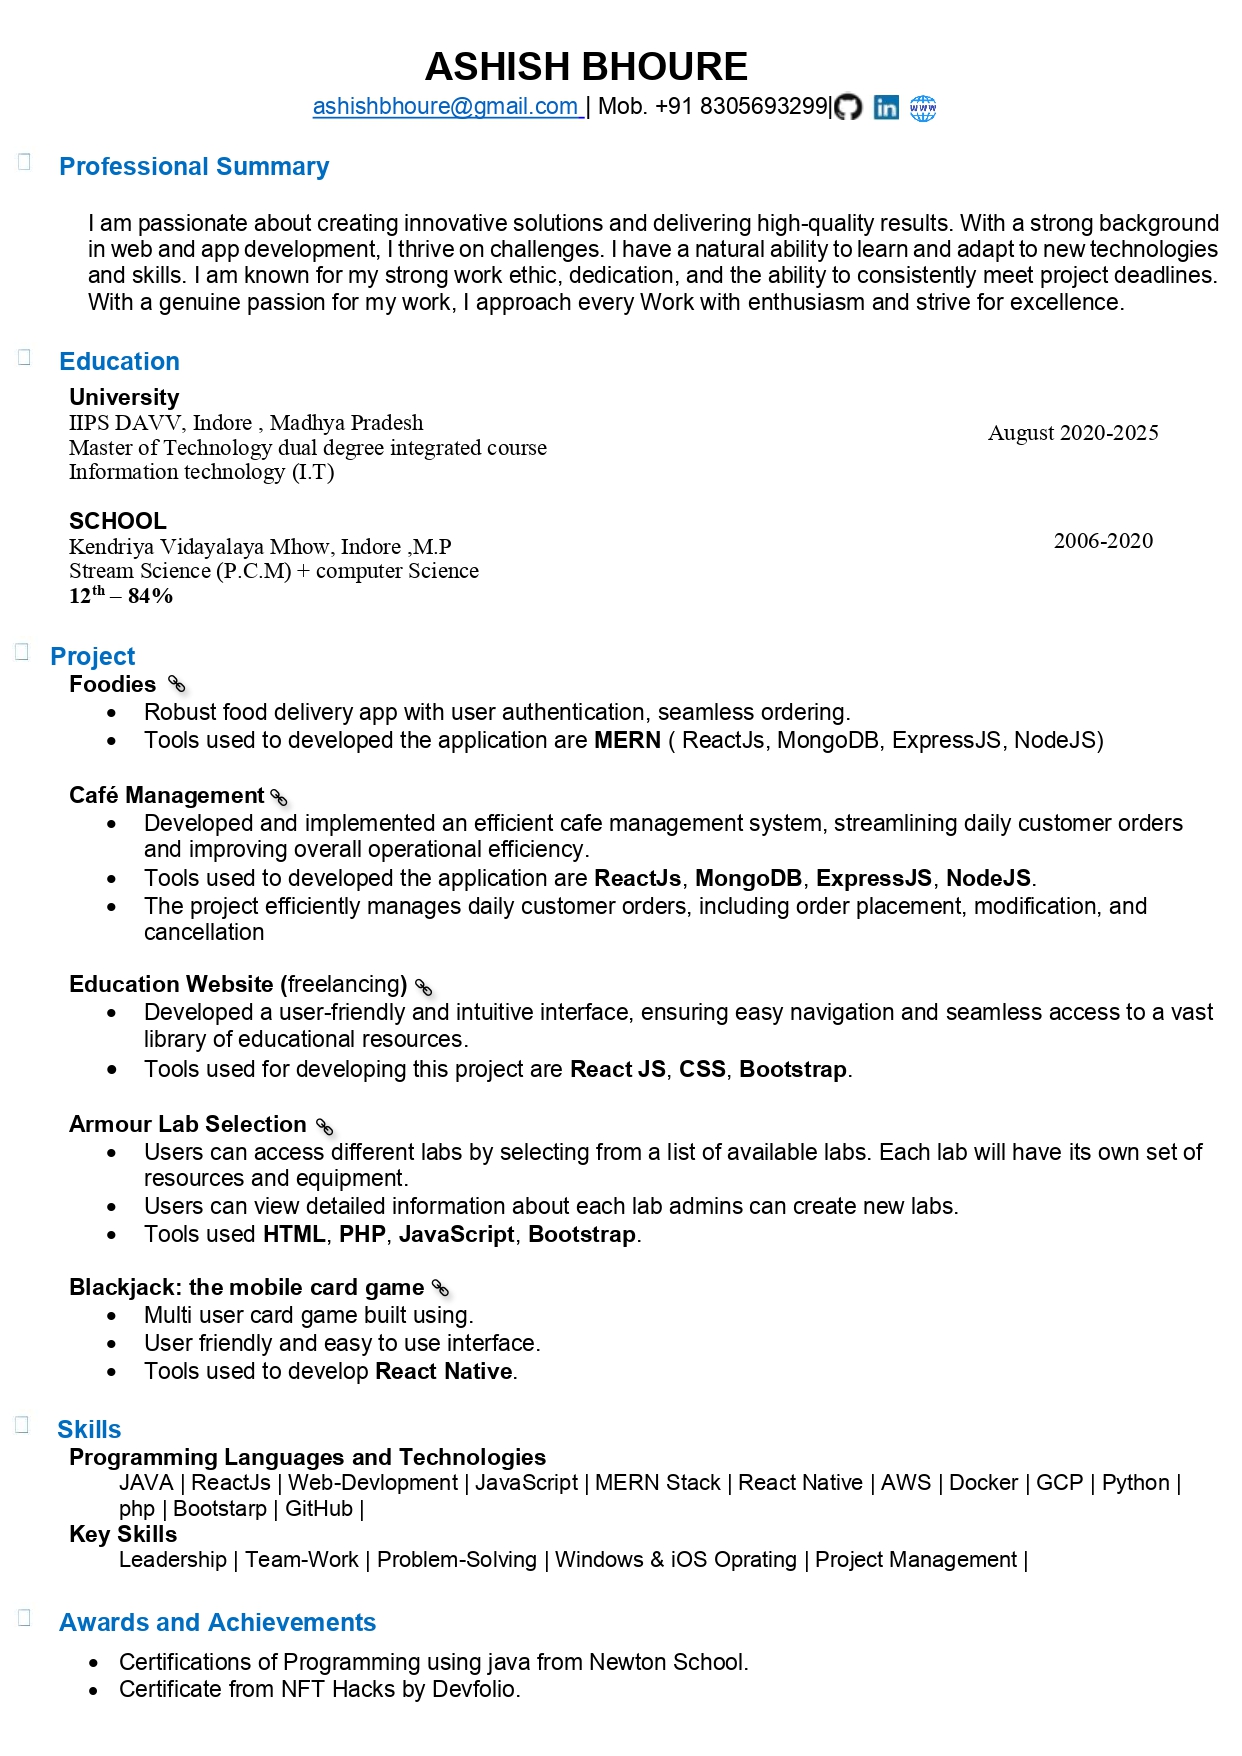 ASHISH BHOURE
ashishbhoure@gmail.com | Mob. +91 8305693299|
Professional Summary
I am passionate about creating innovative solutions and delivering high-quality results. With a strong background
in web and app development, I thrive on challenges. I have a natural ability to learn and adapt to new technologies
and skills. I am known for my strong work ethic, dedication, and the ability to consistently meet project deadlines.
With a genuine passion for my work, I approach every Work with enthusiasm and strive for excellence.
Education
University
IIPS DAVV, Indore , Madhya Pradesh
August 2020-2025
Master of Technology dual degree integrated course
Information technology (I.T)
SCHOOL
Kendriya Vidayalaya Mhow, Indore ,M.P
2006-2020
Stream Science (P.C.M) + computer Science
12th – 84%
Project
Foodies
• Robust food delivery app with user authentication, seamless ordering.
• Tools used to developed the application are MERN ( ReactJs, MongoDB, ExpressJS, NodeJS)
Café Management
• Developed and implemented an efficient cafe management system, streamlining daily customer orders
and improving overall operational efficiency.
• Tools used to developed the application are ReactJs, MongoDB, ExpressJS, NodeJS.
• The project efficiently manages daily customer orders, including order placement, modification, and
cancellation
Education Website (freelancing)
• Developed a user-friendly and intuitive interface, ensuring easy navigation and seamless access to a vast
library of educational resources.
• Tools used for developing this project are React JS, CSS, Bootstrap.
Armour Lab Selection
• Users can access different labs by selecting from a list of available labs. Each lab will have its own set of
resources and equipment.
• Users can view detailed information about each lab admins can create new labs.
• Tools used HTML, PHP, JavaScript, Bootstrap.
Blackjack: the mobile card game
• Multi user card game built using.
• User friendly and easy to use interface.
• Tools used to develop React Native.
Skills
Programming Languages and Technologies
JAVA | ReactJs | Web-Devlopment | JavaScript | MERN Stack | React Native | AWS | Docker | GCP | Python |
php | Bootstarp | GitHub |
Key Skills
Leadership | Team-Work | Problem-Solving | Windows & iOS Oprating | Project Management |
Awards and Achievements
• Certifications of Programming using java from Newton School.
• Certificate from NFT Hacks by Devfolio.